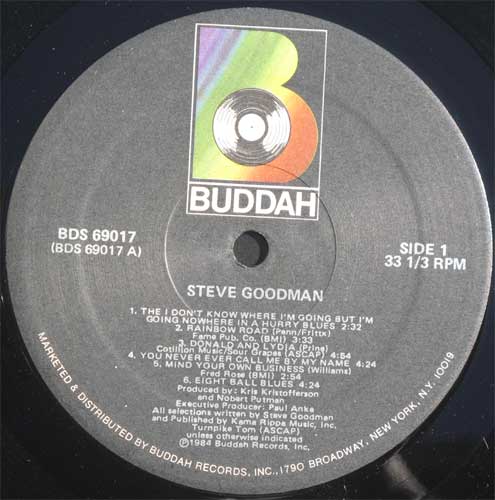 BUDDAH
BDS 69017
(BDS 69017 A)
SIDE 1
33 1/3 RPM
STEVE GOODMAN
1. THE I DON'T KNOW WHERE I'M GOING BUT I'M
GOING NOWHERE IN A HURRY BLUES 2:32
2. RAINBOW ROAD (Penn/Frittx)
Fame Pub. Co. (BMI) 3:33
3. DONALD AND LYDIA (Prine)
Cotillion Music/Sour Grapes (ASCAP) 4:54
4. YOU NEVER EVER CALL ME BY MY NAME 4:24
5. MIND YOUR OWN BUSINESS (Williams)
Fred Rose (BMI) 2:54
6. EIGHT BALL BLUES 4:34
Produced by: Kris Kristofferson
and Nobert Putman
Executive Producer: Paul Anka
All selections written by Steve Goodman
and Published by Kama Rippa Music, Inc.
Turnpike Tom (ASCAP)
unless otherwise indicated
Ⓟ1984 Buddah Records, Inc.
MARKETED & DISTRIBUTED BY BUDDAH RECORDS, INC., 1790 BROADWAY, NEW YORK, N.Y. 10019